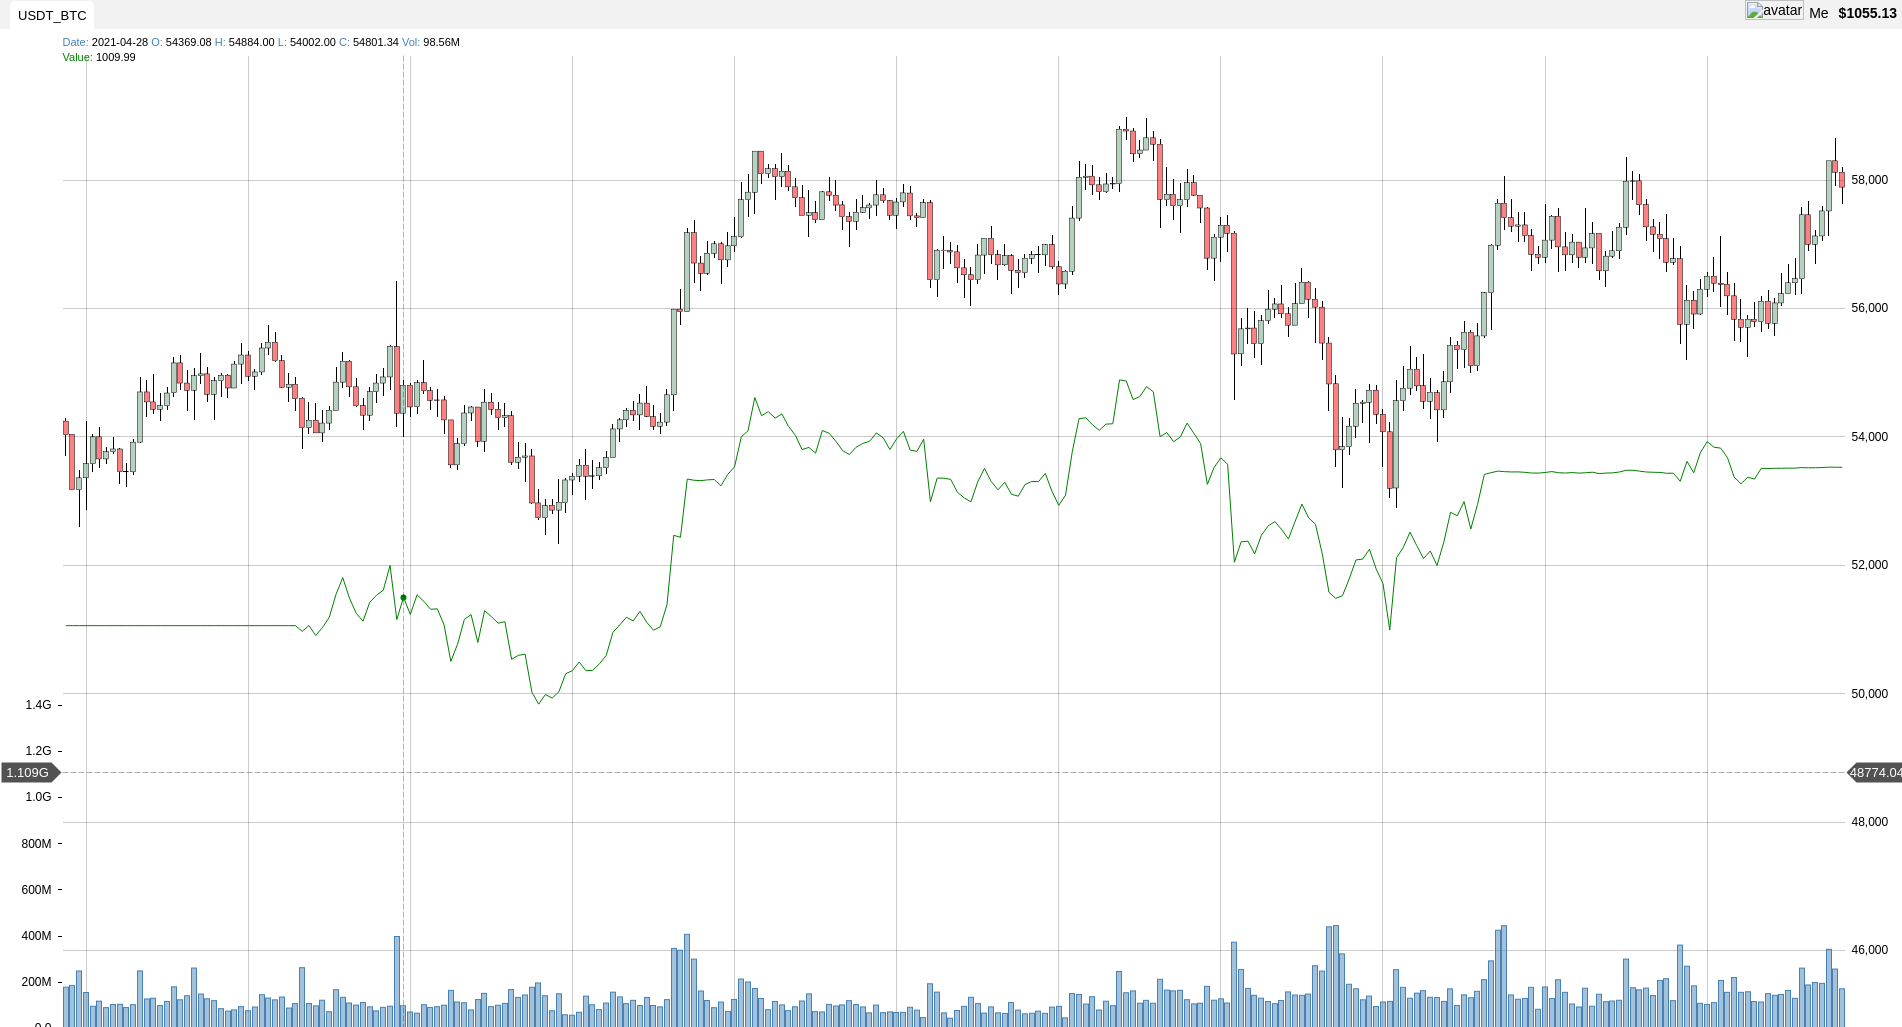 USDT_BTC
avatar Me $1055.13
Date: 2021-04-28 O: 54369.08 H: 54884.00 L: 54002.00 C: 54801.34 Vol: 98.56M
Value: 1009.99
58,000
56,000
54,000
52,000
50,000
1.4G
1.2G
1.109G
48774.04
1.0G
48,000
800M
600M
400M
46,000
200M
0.0